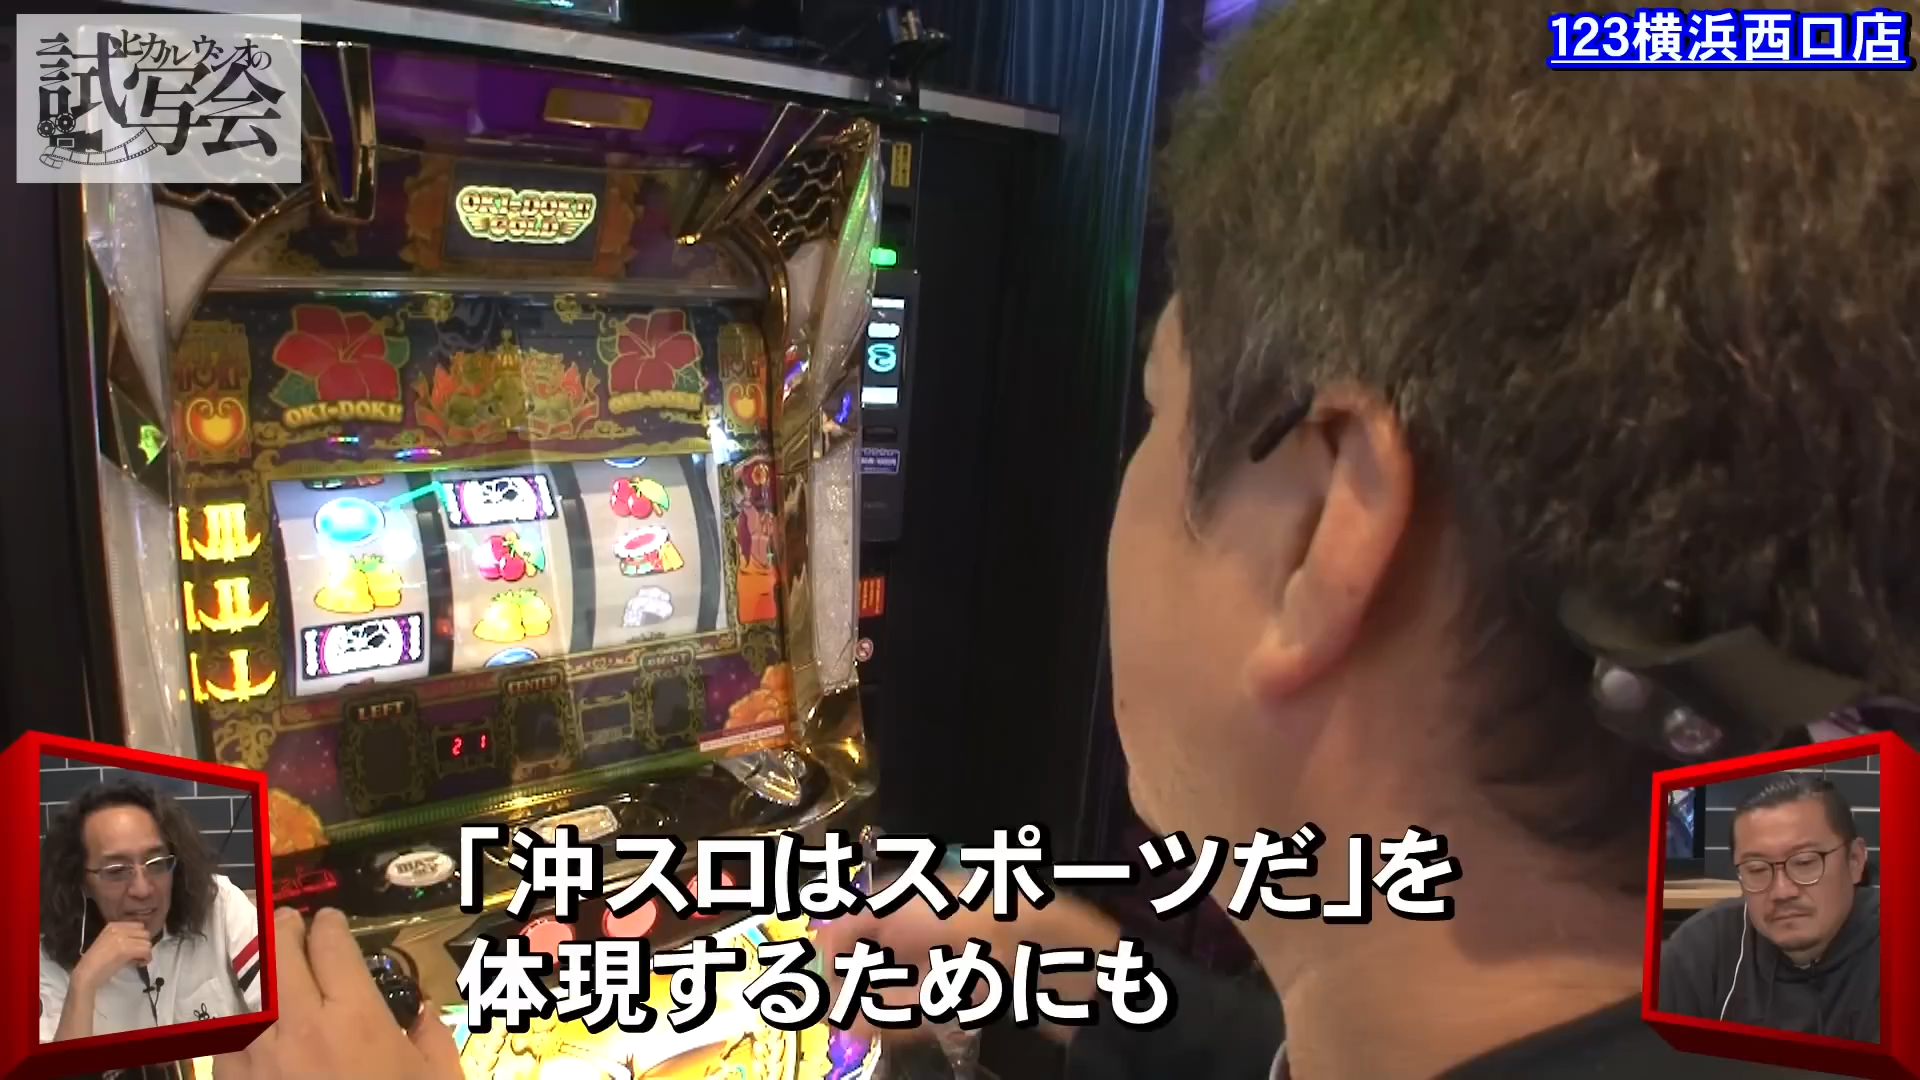 ヒカルウシオの
試写会
123横浜西口店
OKI-DOKI!
GOLD
OKI-DOKI!
OKI-DOKI!
LEFT
CENTER
RIGHT
21
「沖スロはスポーツだ」を
体現するためにも